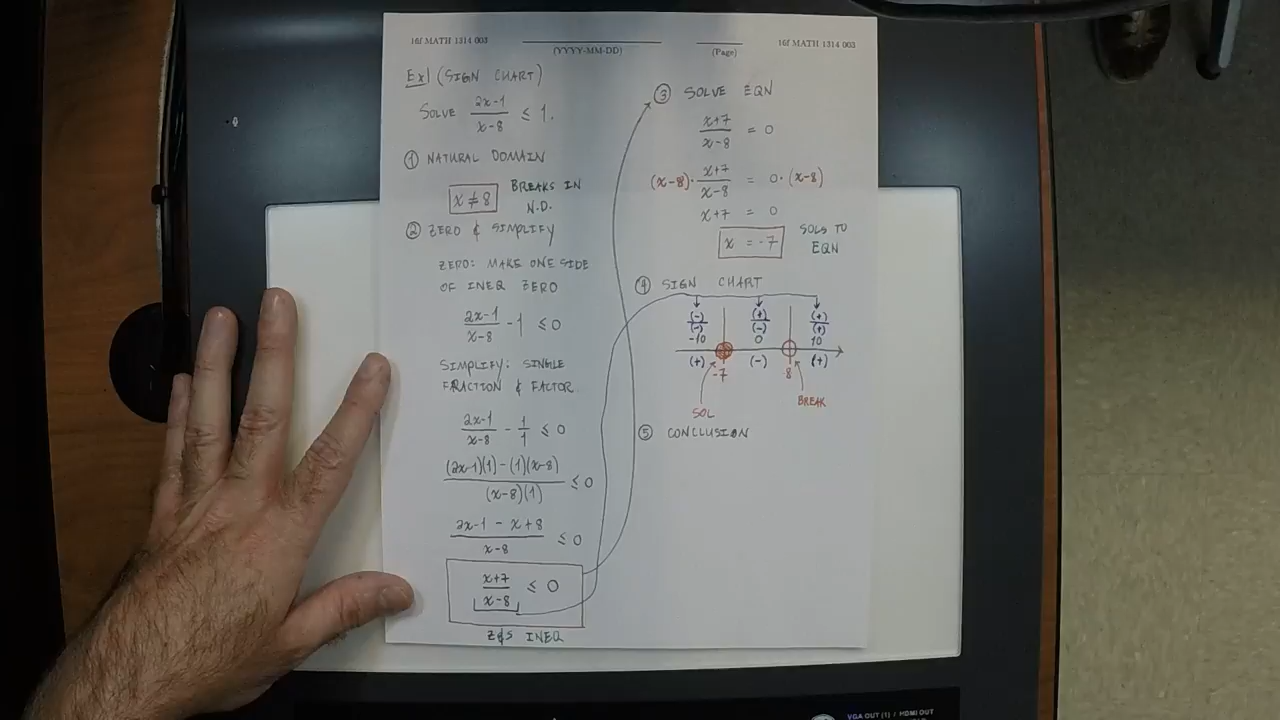 16f MATH 1314 003
(YYYY-MM-DD)
(Page)
16f MATH 1314 003
Ex1 (SIGN CHART)
SOLVE (2x-1)/(x-8) ≤ 1.
① NATURAL DOMAIN
x ≠ 8 BREAKS IN
N.D.
② ZERO & SIMPLIFY
ZERO: MAKE ONE SIDE
OF INEQ ZERO
(2x-1)/(x-8) - 1 ≤ 0
SIMPLIFY: SINGLE
FRACTION & FACTOR.
(2x-1)/(x-8) - 1/1 ≤ 0
((2x-1)(1) - (1)(x-8))/((x-8)(1)) ≤ 0
(2x-1 - x+8)/(x-8) ≤ 0
(x+7)/(x-8) ≤ 0
Z&S INEQ
③ SOLVE EQN
(x+7)/(x-8) = 0
(x-8)· (x+7)/(x-8) = 0·(x-8)
x+7 = 0
x = -7 SOLS TO
EQN
④ SIGN CHART
(-)/(-) (+)/(-) (+)/(+)
-10 0 10
(+) -7 (-) 8 (+)
SOL BREAK
⑤ CONCLUSION
VGA OUT (1) / HDMI OUT